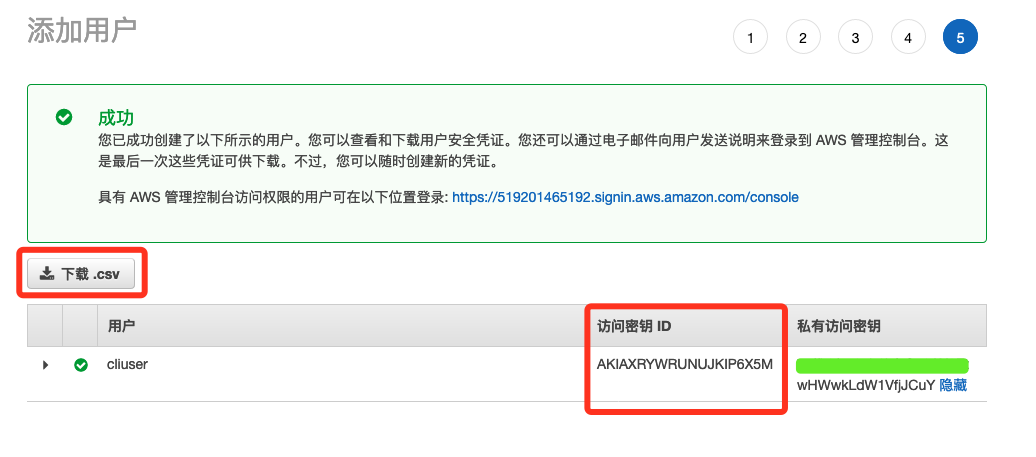 添加用户
1 2 3 4 5
成功
您已成功创建了以下所示的用户。您可以查看和下载用户安全凭证。您还可以通过电子邮件向用户发送说明来登录到 AWS 管理控制台。这
是最后一次这些凭证可供下载。不过，您可以随时创建新的凭证。
具有 AWS 管理控制台访问权限的用户可在以下位置登录: https://519201465192.signin.aws.amazon.com/console
下载 .csv
用户 访问密钥 ID 私有访问密钥
cliuser AKIAXRYWRUNUJKIP6X5M
wHWwkLdW1VfjJCuY 隐藏